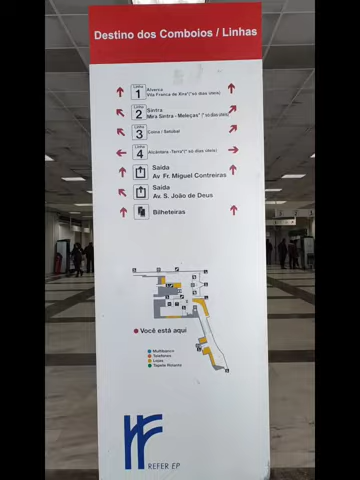 Destino dos Comboios / Linhas
Linha 1 Alverca
Vila Franca de Xira* (*só dias úteis)
Linha 2 Sintra
Mira Sintra - Meleças* (*só dias úteis)
Linha 3 Coina / Setúbal
Linha 4 Alcântara -Terra* (*só dias úteis)
Saída
Av Fr. Miguel Contreiras
Saída
Av. S. João de Deus
Bilheteiras
Você está aqui
Multibanco
Telefones
Lojas
Tapete Rolante
REFER EP